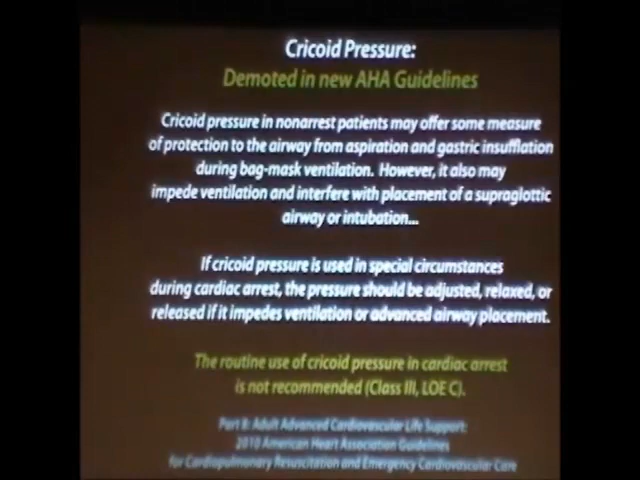 Cricoid Pressure:
Demoted in new AHA Guidelines
Cricoid pressure in nonarrest patients may offer some measure
of protection to the airway from aspiration and gastric insufflation
during bag-mask ventilation. However, it also may
impede ventilation and interfere with placement of a supraglottic
airway or intubation...
If cricoid pressure is used in special circumstances
during cardiac arrest, the pressure should be adjusted, relaxed, or
released if it impedes ventilation or advanced airway placement.
The routine use of cricoid pressure in cardiac arrest
is not recommended (Class III, LOE C).
Part 8: Adult Advanced Cardiovascular Life Support:
2010 American Heart Association Guidelines
for Cardiopulmonary Resuscitation and Emergency Cardiovascular Care